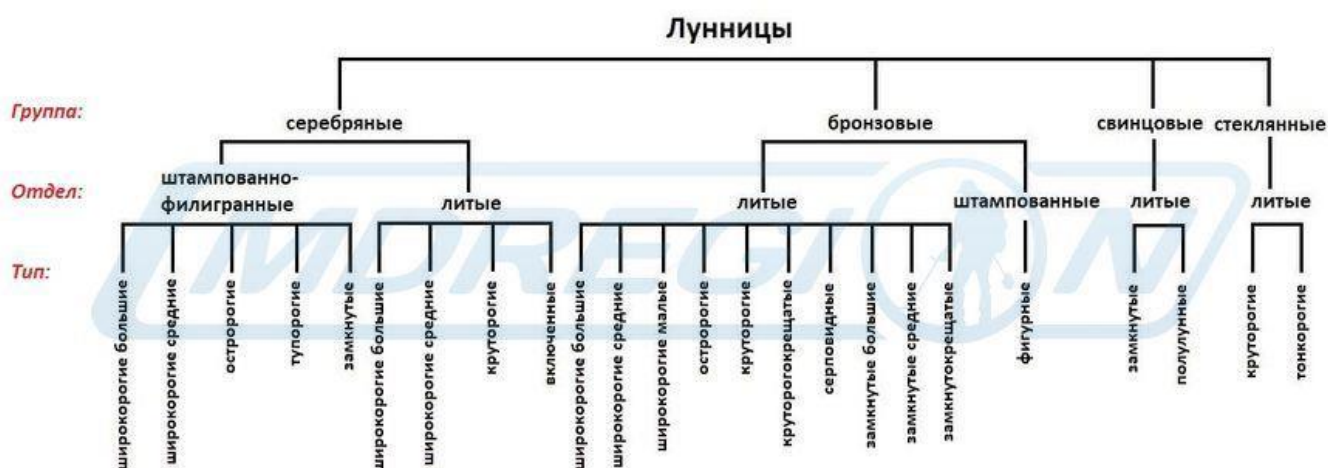 Лунницы
Группа:
серебряные
бронзовые
свинцовые
стеклянные
Отдел:
штампованно-
филигранные
литые
литые
штампованные
литые
литые
Тип:
широкорогие большие
широкорогие средние
остророгие
тупорогие
замкнутые
широкорогие большие
широкорогие средние
круторогие
включенные
широкорогие большие
широкорогие средние
широкорогие малые
остророгие
круторогие
круторогокрещатые
серповидные
замкнутые большие
замкнутые средние
замкнутокрещатые
фигурные
замкнутые
полулунные
круторогие
тонкорогие
MDREGION